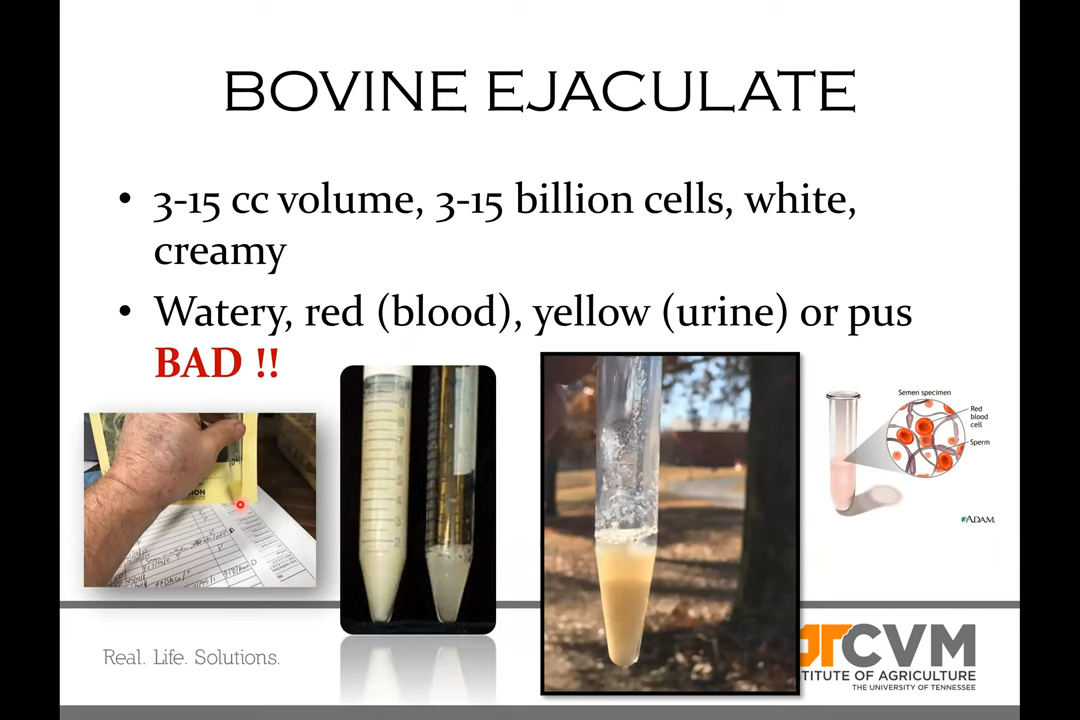 BOVINE EJACULATE
• 3-15 cc volume, 3-15 billion cells, white,
creamy
• Watery, red (blood), yellow (urine) or pus
BAD !!
Semen specimen
Red
blood
cell
Sperm
ADAM.
Real. Life. Solutions.
CVM
INSTITUTE OF AGRICULTURE
THE UNIVERSITY OF TENNESSEE